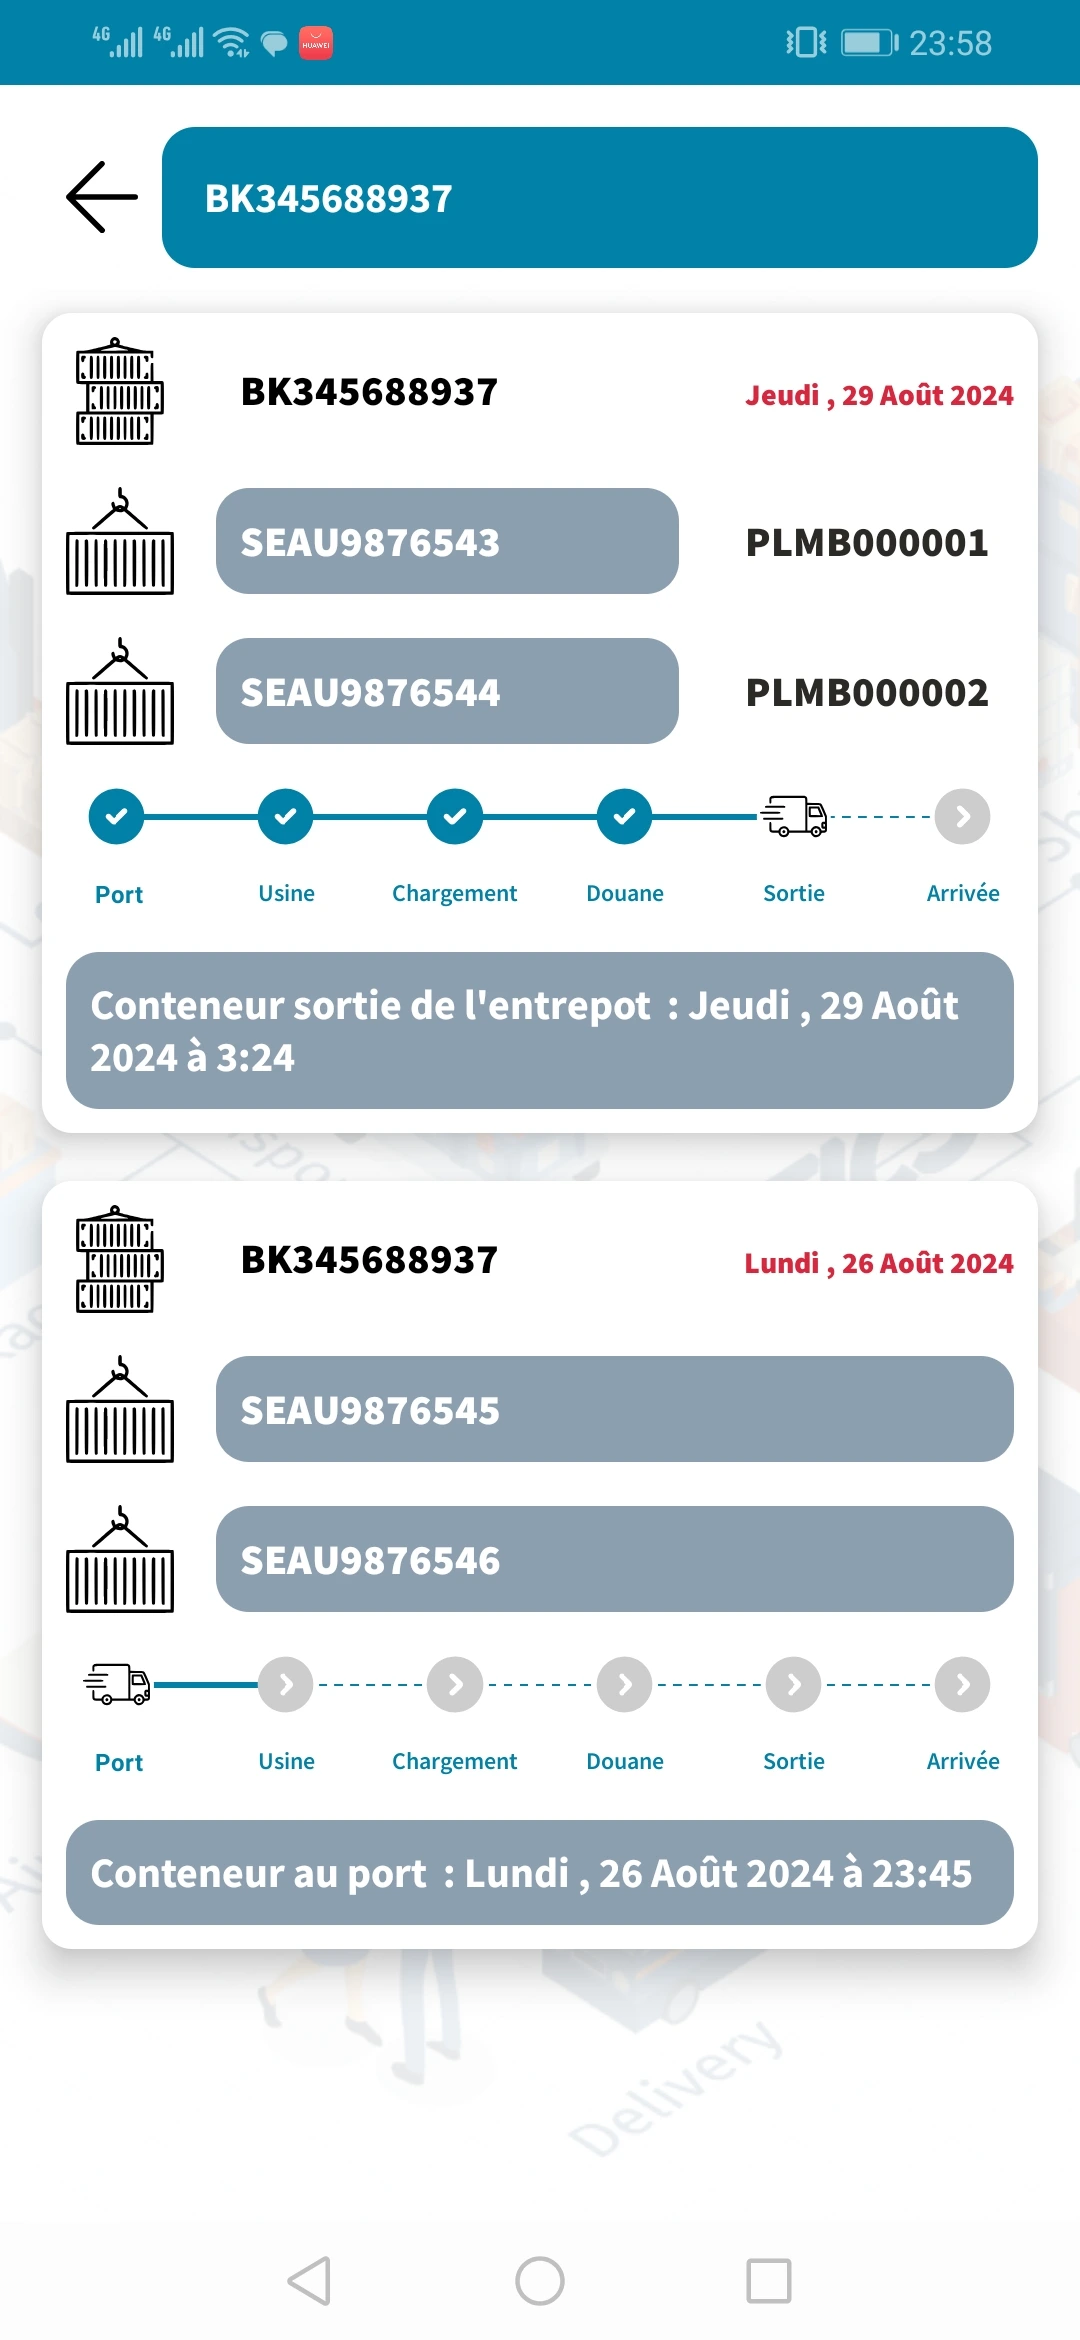 4G 4G HUAWEI 23:58
BK345688937
BK345688937 Jeudi , 29 Août 2024
SEAU9876543 PLMB000001
SEAU9876544 PLMB000002
Port Usine Chargement Douane Sortie Arrivée
Conteneur sortie de l'entrepot  : Jeudi , 29 Août
2024 à 3:24
BK345688937 Lundi , 26 Août 2024
SEAU9876545
SEAU9876546
Port Usine Chargement Douane Sortie Arrivée
Conteneur au port  : Lundi , 26 Août 2024 à 23:45
Delivery